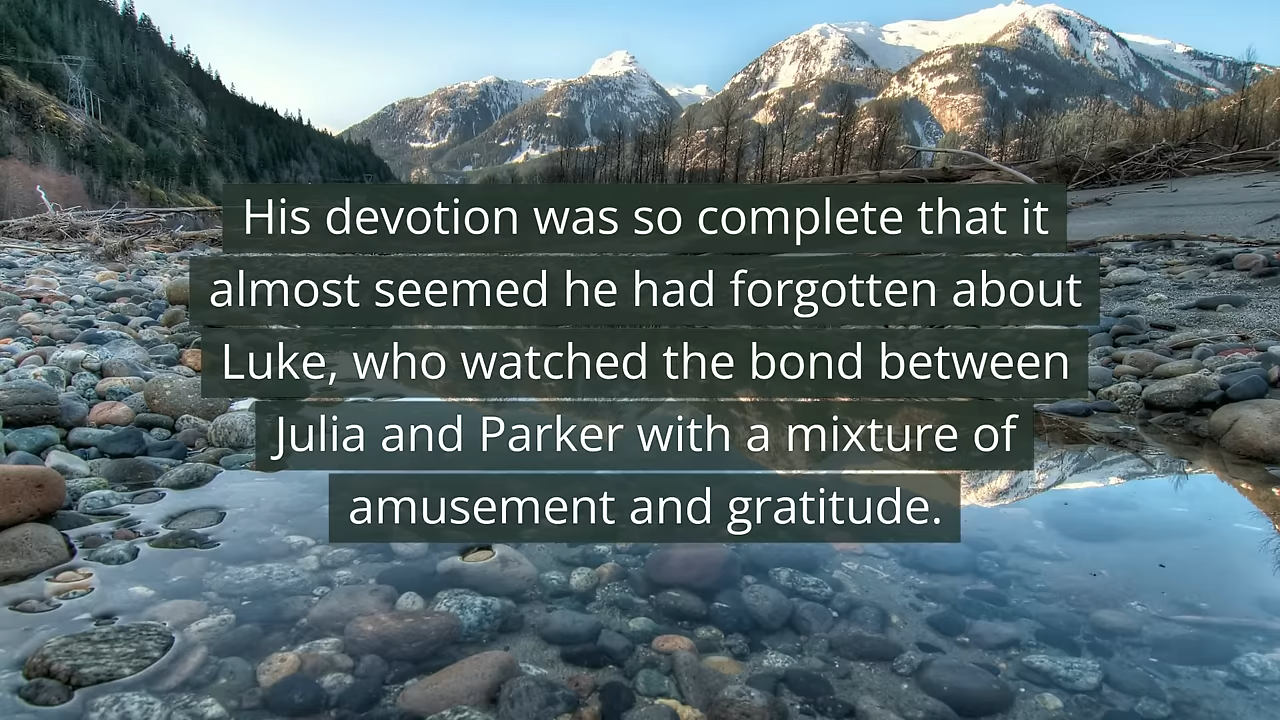 His devotion was so complete that it
almost seemed he had forgotten about
Luke, who watched the bond between
Julia and Parker with a mixture of
amusement and gratitude.